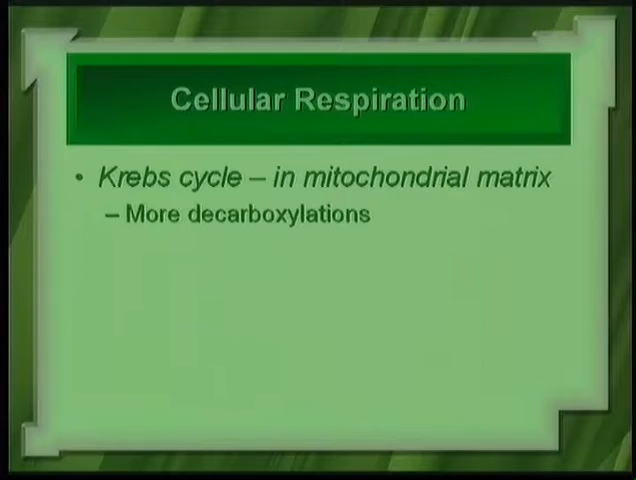 Cellular Respiration
• Krebs cycle – in mitochondrial matrix
– More decarboxylations